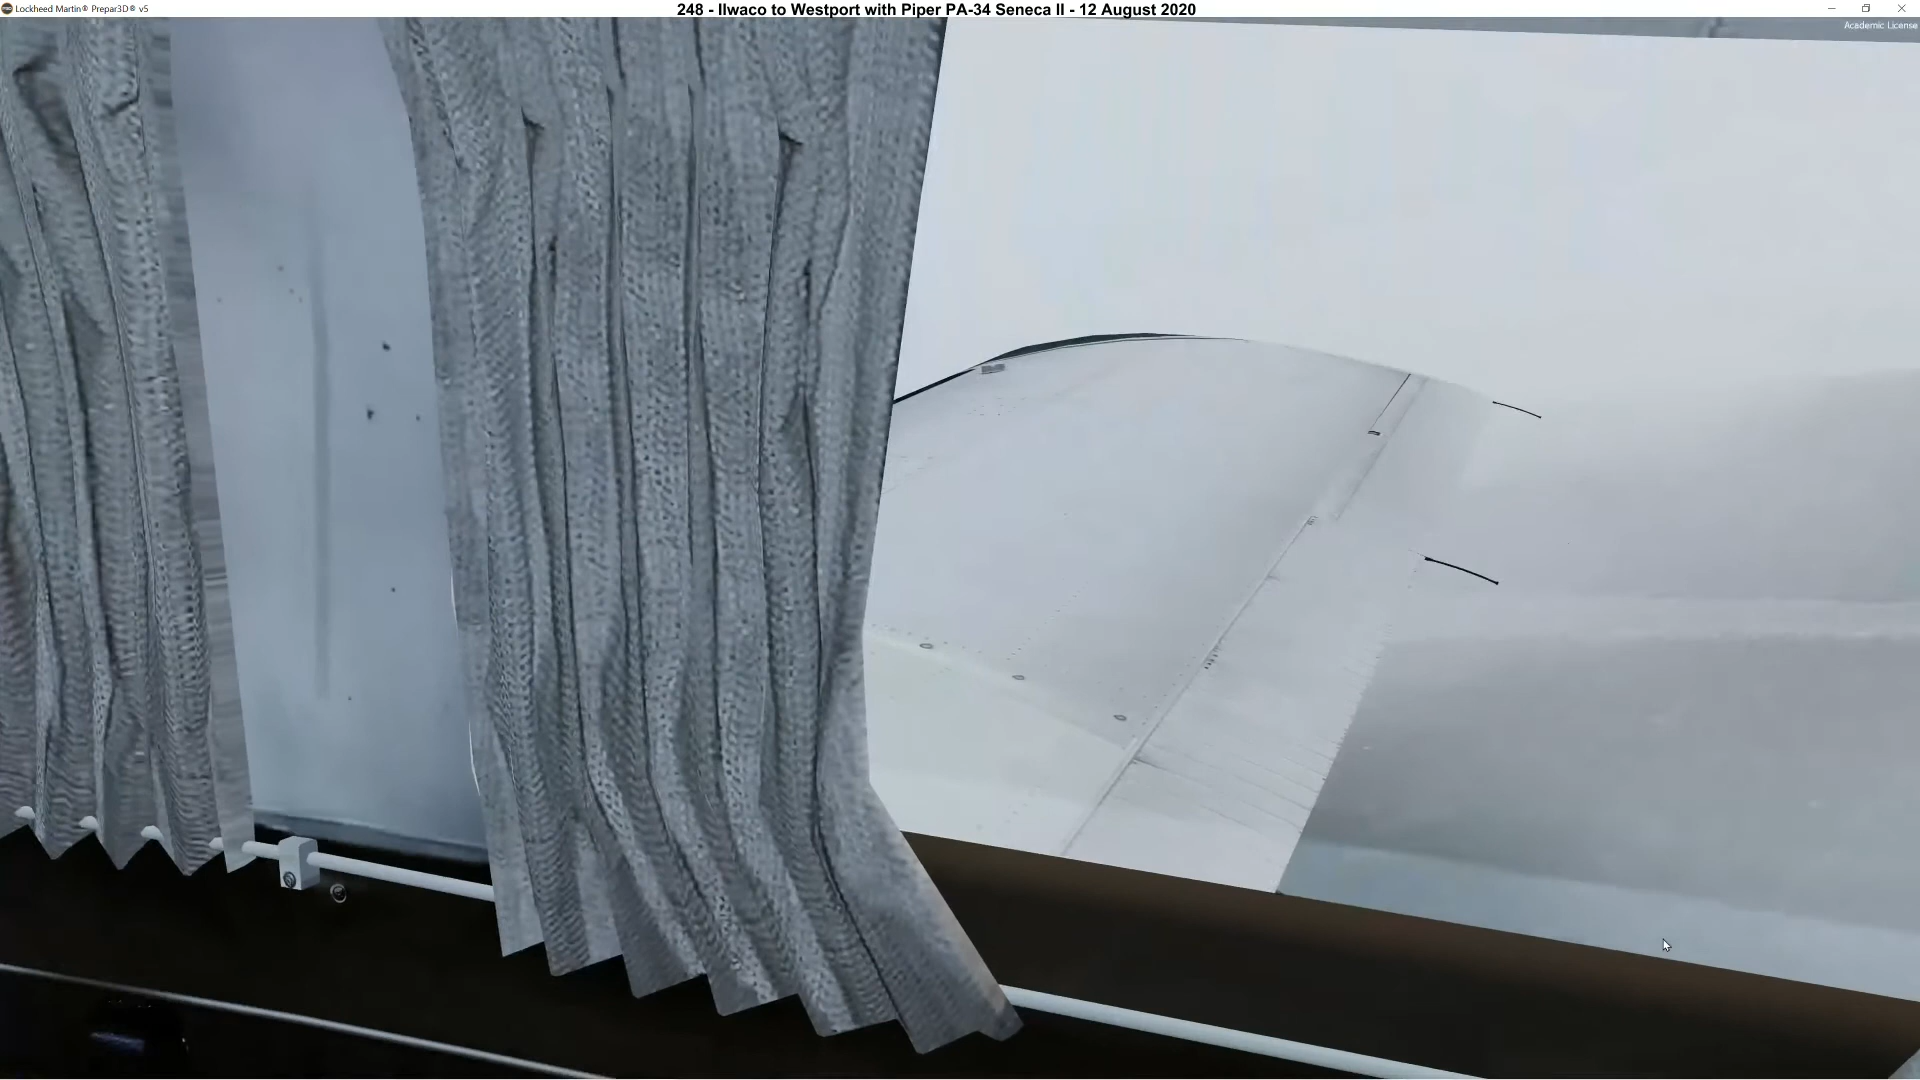 Lockheed Martin® Prepar3D® v5
248 - Ilwaco to Westport with Piper PA-34 Seneca II - 12 August 2020
Academic License